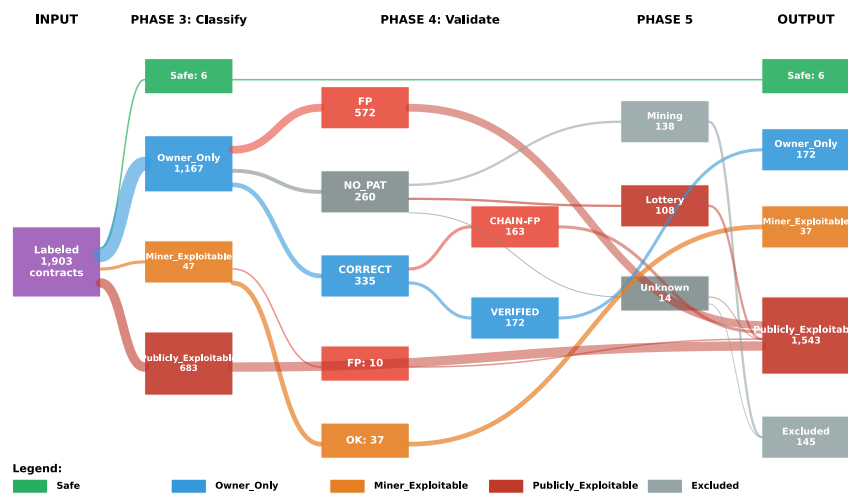 INPUT
PHASE 3: Classify
PHASE 4: Validate
PHASE 5
OUTPUT
Safe: 6
Safe: 6
FP
572
Mining
138
Owner_Only
1,167
Owner_Only
172
NO_PAT
260
Lottery
108
CHAIN-FP
163
Miner_Exploitable
37
Labeled
1,903
contracts
Miner_Exploitable
47
CORRECT
335
Unknown
14
VERIFIED
172
Publicly_Exploitable
1,543
Publicly_Exploitable
683
FP: 10
OK: 37
Excluded
145
Legend:
Safe
Owner_Only
Miner_Exploitable
Publicly_Exploitable
Excluded